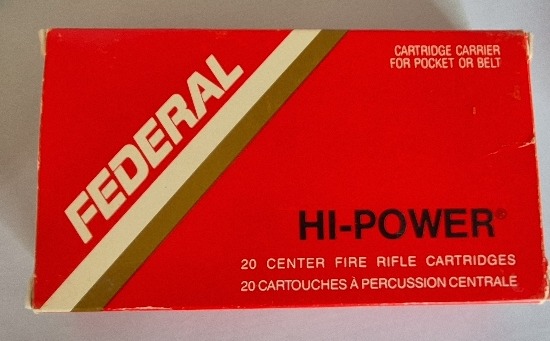 FEDERAL
CARTRIDGE CARRIER
FOR POCKET OR BELT
HI-POWER®
20 CENTER FIRE RIFLE CARTRIDGES
20 CARTOUCHES À PERCUSSION CENTRALE